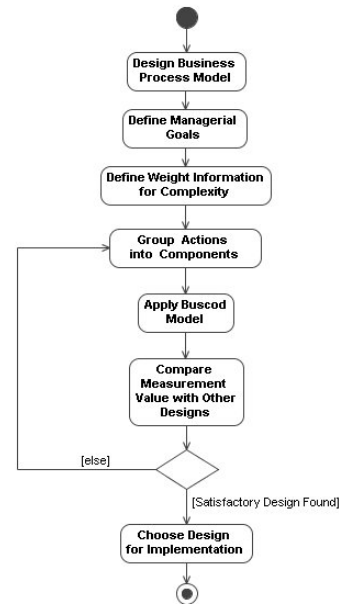 Design Business
Process Model
Define Managerial
Goals
Define Weight Information
for Complexity
Group Actions
into Components
Apply Buscod
Model
Compare
Measurement
Value with Other
Designs
[else]
[Satisfactory Design Found]
Choose Design
for Implementation